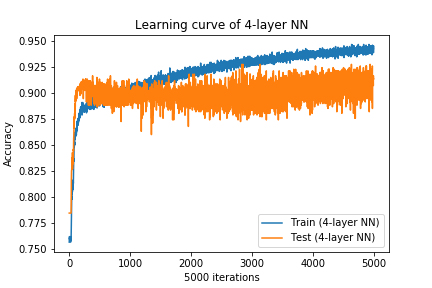 Learning curve of 4-layer NN
0.950
0.925
0.900
0.875
0.850
0.825
0.800
0.775
0.750
Accuracy
Train (4-layer NN)
Test (4-layer NN)
0 1000 2000 3000 4000 5000
5000 iterations